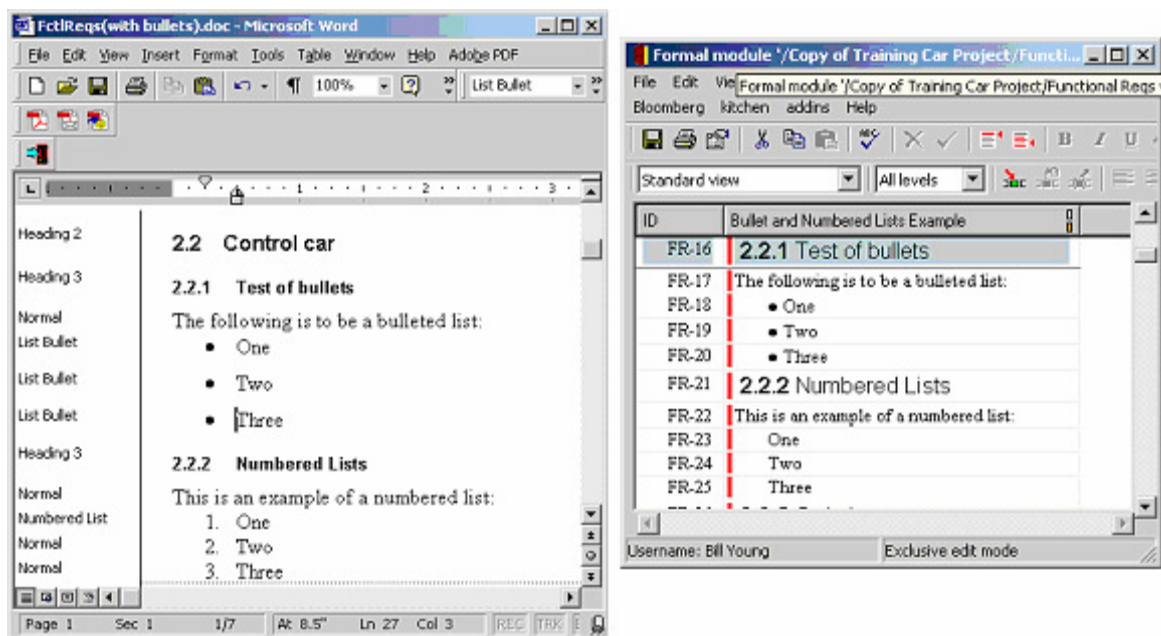 FctlReqs(with bullets).doc - Microsoft Word
File Edit View Insert Format Tools Table Window Help Adobe PDF
100% List Bullet
1 2 3
Heading 2 2.2 Control car
Heading 3 2.2.1 Test of bullets
Normal The following is to be a bulleted list:
List Bullet • One
List Bullet • Two
List Bullet • Three
Heading 3 2.2.2 Numbered Lists
Normal This is an example of a numbered list:
Numbered List 1. One
Normal 2. Two
Normal 3. Three
Page 1 Sec 1 1/7 At 8.5" Ln 27 Col 3 REC TRK
Formal module '/Copy of Training Car Project/Functi...
File Edit Vie Formal module '/Copy of Training Car Project/Functional Reqs
Bloomberg kitchen addins Help
B I U
Standard view All levels
ID Bullet and Numbered Lists Example
FR-16 2.2.1 Test of bullets
FR-17 The following is to be a bulleted list:
FR-18 • One
FR-19 • Two
FR-20 • Three
FR-21 2.2.2 Numbered Lists
FR-22 This is an example of a numbered list:
FR-23 One
FR-24 Two
FR-25 Three
Username: Bill Young Exclusive edit mode